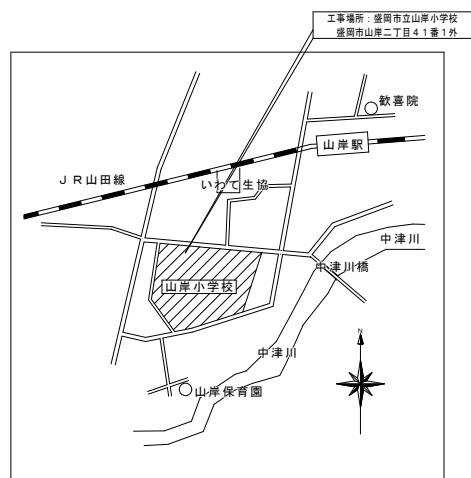 工事場所：盛岡市立山岸小学校
盛岡市山岸二丁目４１番１外
歓喜院
山岸駅
ＪＲ山田線
いわて生協
中津川
中津川橋
山岸小学校
中津川
山岸保育園
N